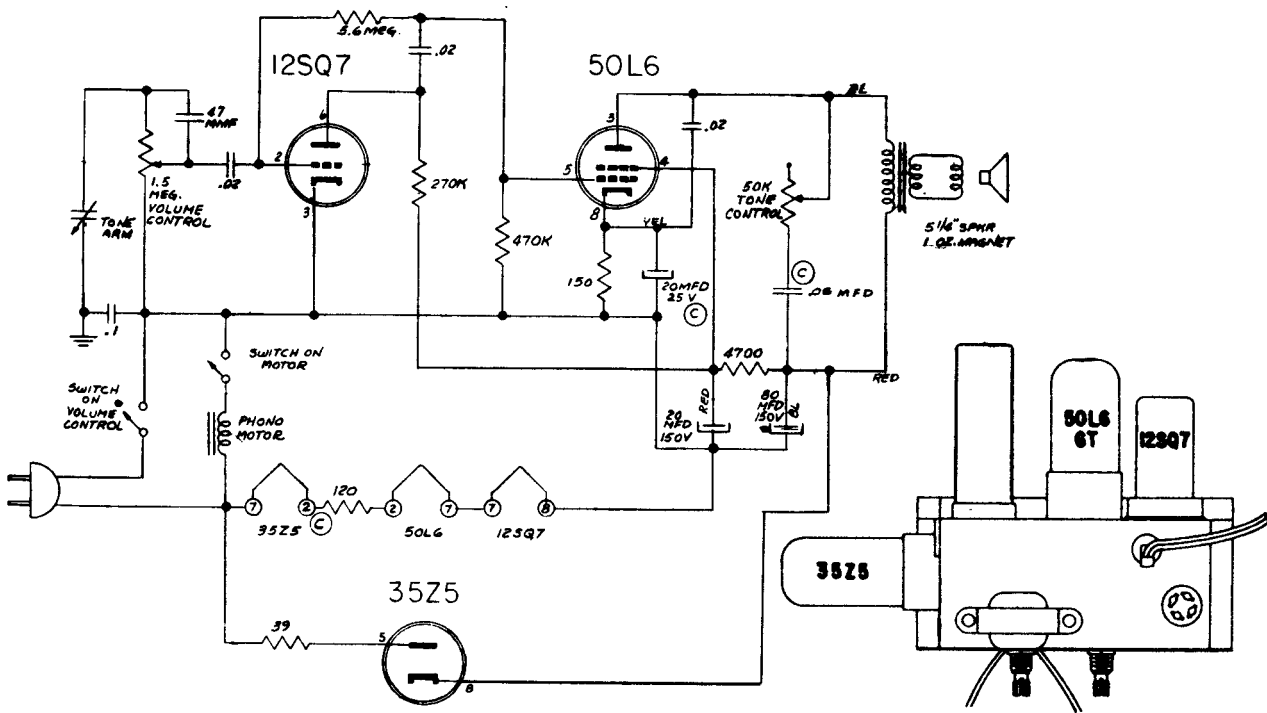 5.6 MEG.
.02
12SQ7
50L6
47
MMF
6
2
3
.02
1.5
MEG.
VOLUME
CONTROL
TONE
ARM
.1
270K
470K
3
5
4
8
.02
YEL
150
20MFD
25 V
C
BL
50K
TONE
CONTROL
C
.06 MFD
5 1/4" SPKR
1 OZ. MAGNET
4700
RED
RED
20
MFD
150V
80
MFD
150V
BL
SWITCH ON
MOTOR
SWITCH
ON
VOLUME
CONTROL
PHONO
MOTOR
7
2
35Z5
C
120
2
7
50L6
7
8
12SQ7
35Z5
39
5
8
50L6
GT
12SQ7
35Z5